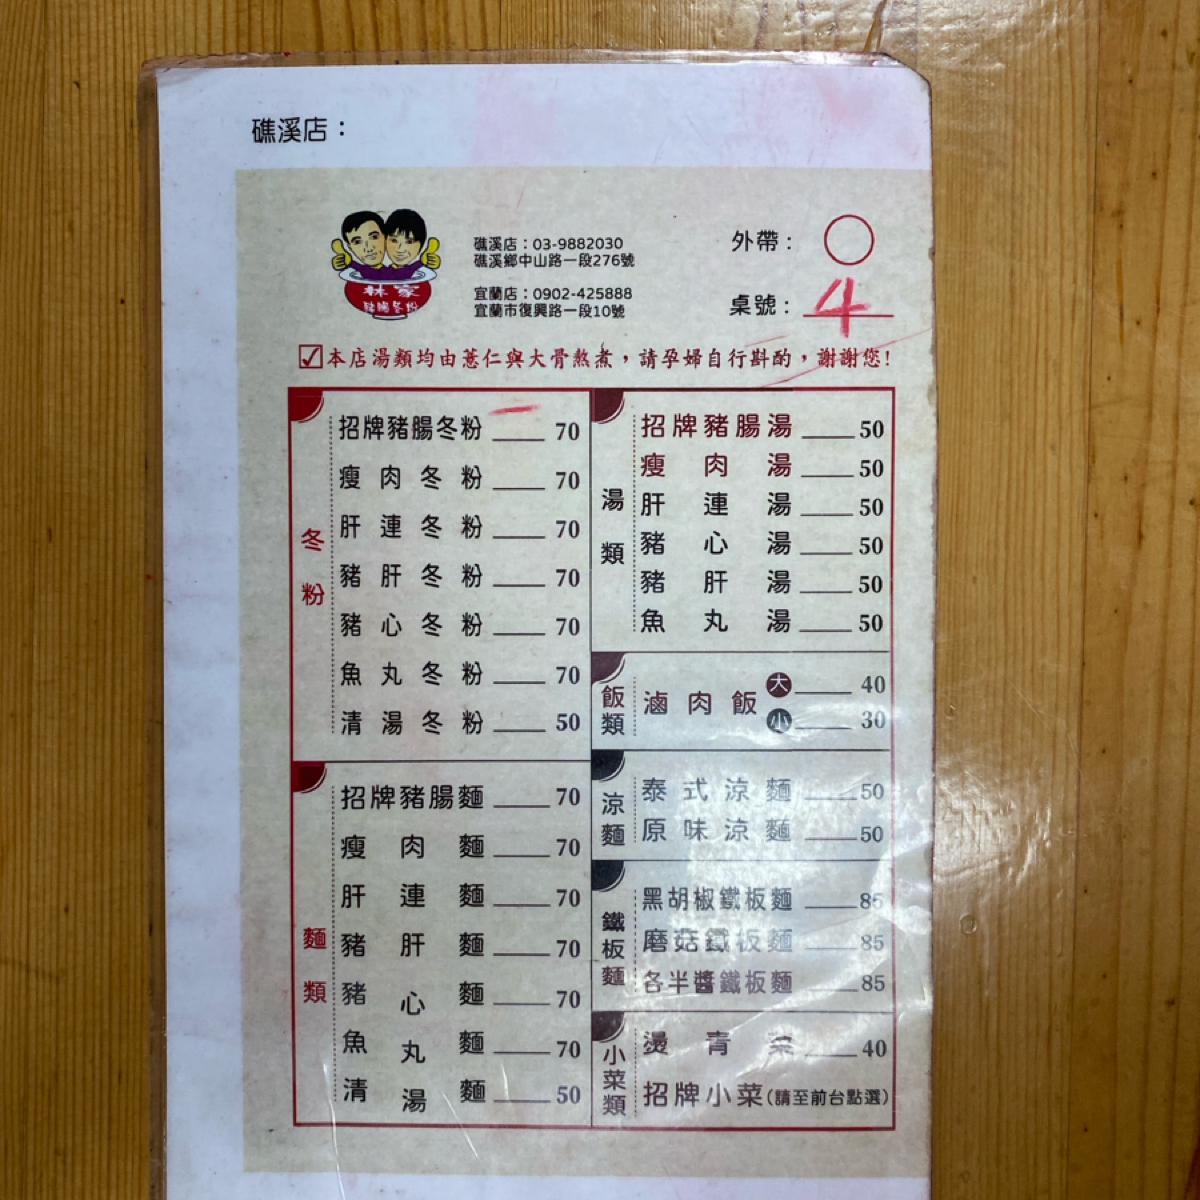 礁溪店：
林家
豬腸冬粉
礁溪店：03-9882030
礁溪鄉中山路一段276號
宜蘭店：0902-425888
宜蘭市復興路一段10號
外帶：
桌號：4
本店湯類均由薏仁與大骨熬煮，請孕婦自行斟酌，謝謝您!
冬粉
招牌豬腸冬粉 70
瘦肉冬粉 70
肝連冬粉 70
豬肝冬粉 70
豬心冬粉 70
魚丸冬粉 70
清湯冬粉 50
麵類
招牌豬腸麵 70
瘦肉麵 70
肝連麵 70
豬肝麵 70
豬心麵 70
魚丸麵 70
清湯麵 50
湯類
招牌豬腸湯 50
瘦肉湯 50
肝連湯 50
豬心湯 50
豬肝湯 50
魚丸湯 50
飯類
滷肉飯 大 40
小 30
涼麵
泰式涼麵 50
原味涼麵 50
鐵板麵
黑胡椒鐵板麵 85
磨菇鐵板麵 85
各半醬鐵板麵 85
小菜類
燙青菜 40
招牌小菜(請至前台點選)